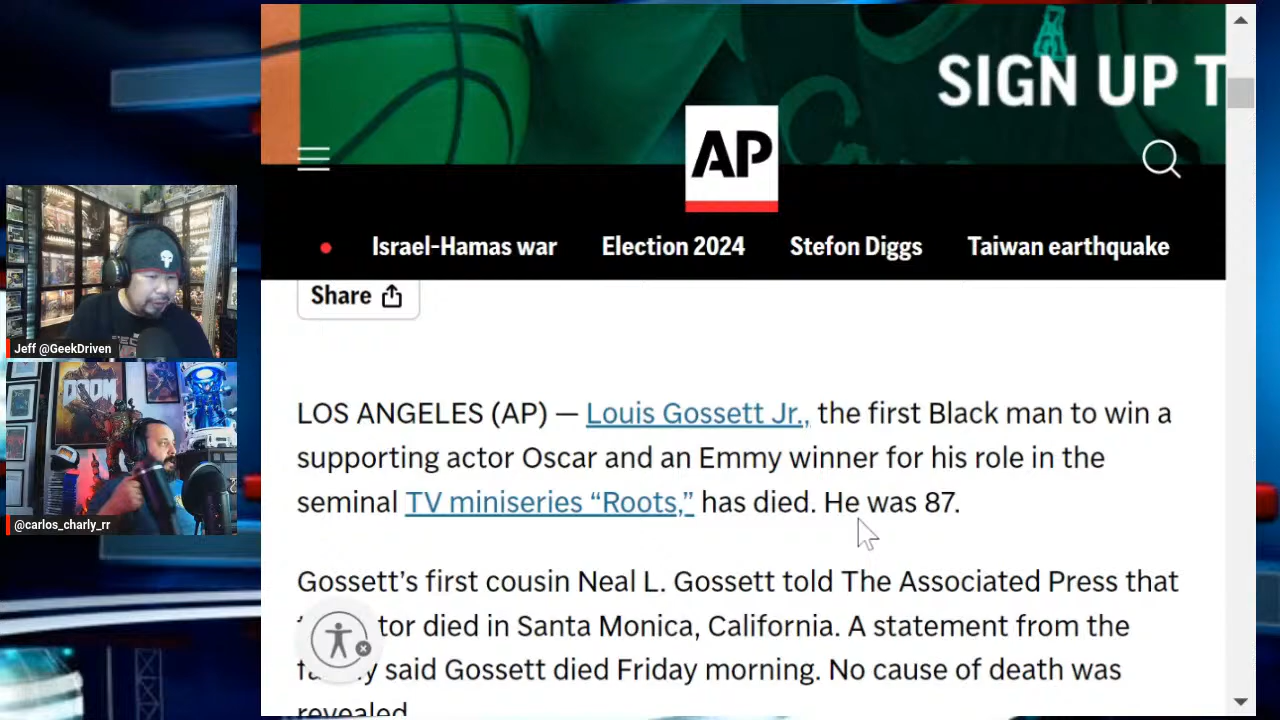 SIGN UP T
AP
Israel-Hamas war Election 2024 Stefon Diggs Taiwan earthquake
Share
LOS ANGELES (AP) — Louis Gossett Jr., the first Black man to win a
supporting actor Oscar and an Emmy winner for his role in the
seminal TV miniseries “Roots,” has died. He was 87.
Gossett’s first cousin Neal L. Gossett told The Associated Press that
tor died in Santa Monica, California. A statement from the
said Gossett died Friday morning. No cause of death was
revealed
DOOM
Jeff @GeekDriven
@carlos_charly_rr